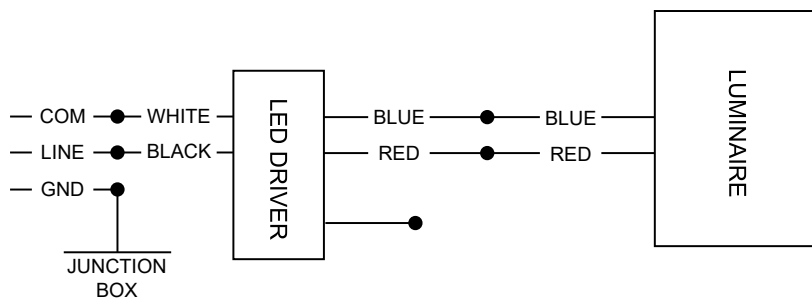 COM WHITE
LINE BLACK
GND
JUNCTION
BOX
LED DRIVER
BLUE BLUE
RED RED
LUMINAIRE